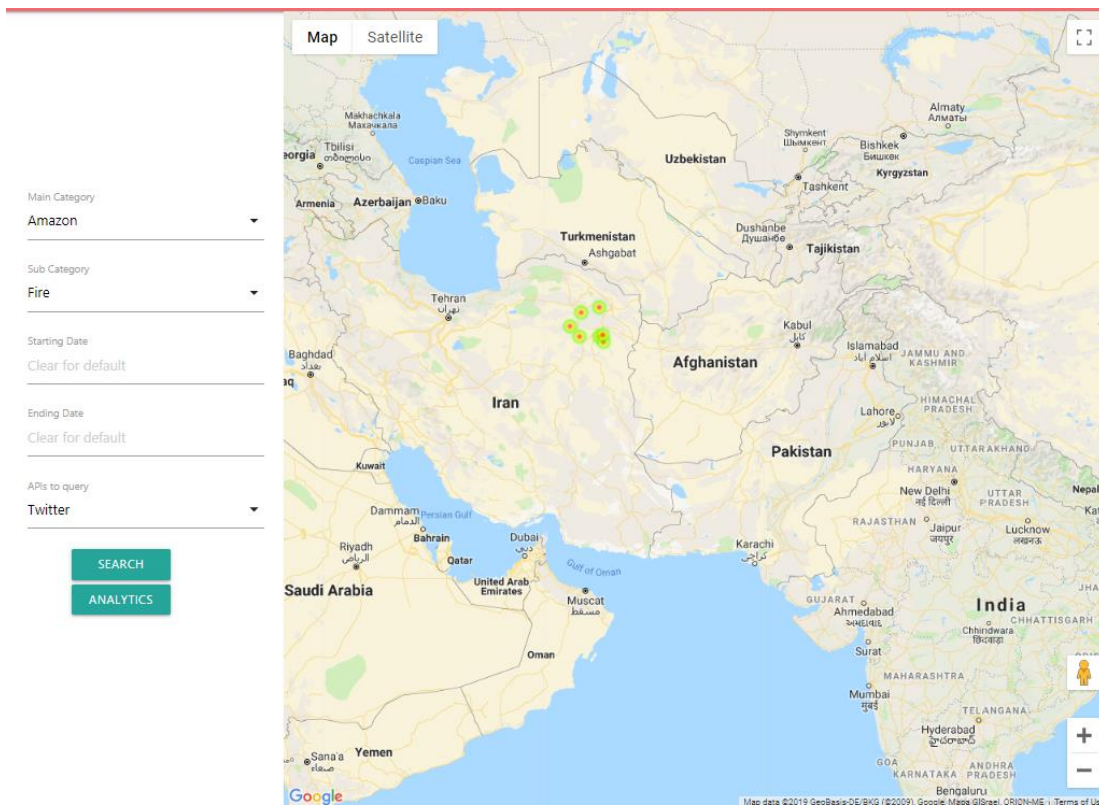 Main Category
Amazon
Sub Category
Fire
Starting Date
Clear for default
Ending Date
Clear for default
APIs to query
Twitter
SEARCH
ANALYTICS
Map
Satellite
Makhachkala
Махачкала
Tbilisi
თბილისი
eorgia
Caspian Sea
Armenia
Azerbaijan
Baku
Uzbekistan
Almaty
Алматы
Shymkent
Шымкент
Bishkek
Бишкек
Kyrgyzstan
Tashkent
Turkmenistan
Ashgabat
Dushanbe
Душанбе
Tajikistan
Tehran
تهران
Kabul
کابل
Islamabad
اسلام آباد
JAMMU AND
KASHMIR
Baghdad
بغداد
aq
Iran
Afghanistan
HIMACHAL
PRADESH
Lahore
لاہور
Pakistan
PUNJAB
UTTARAKHAND
HARYANA
Kuwait
New Delhi
नई दिल्ली
UTTAR
PRADESH
Nepal
Dammam
الدمام
Persian Gulf
Bahrain
Qatar
Dubai
دبي
RAJASTHAN
Jaipur
जयपुर
Lucknow
लखनऊ
Karachi
کراچی
Riyadh
الرياض
Gulf of Oman
United Arab
Emirates
Saudi Arabia
Muscat
مسقط
GUJARAT
Ahmedabad
અમદાવાદ
India
CHHATTISGARH
Chhindwara
छिंदवाड़ा
Oman
Surat
MAHARASHTRA
Mumbai
मुंबई
TELANGANA
Hyderabad
హైదరాబాద్
Sana'a
صنعاء
Yemen
GOA
KARNATAKA
ANDHRA
PRADESH
Bengaluru
Google
Map data ©2019 GeoBasis-DE/BKG (©2009), Google, Mapa GISrael, ORION-ME
Terms of Us